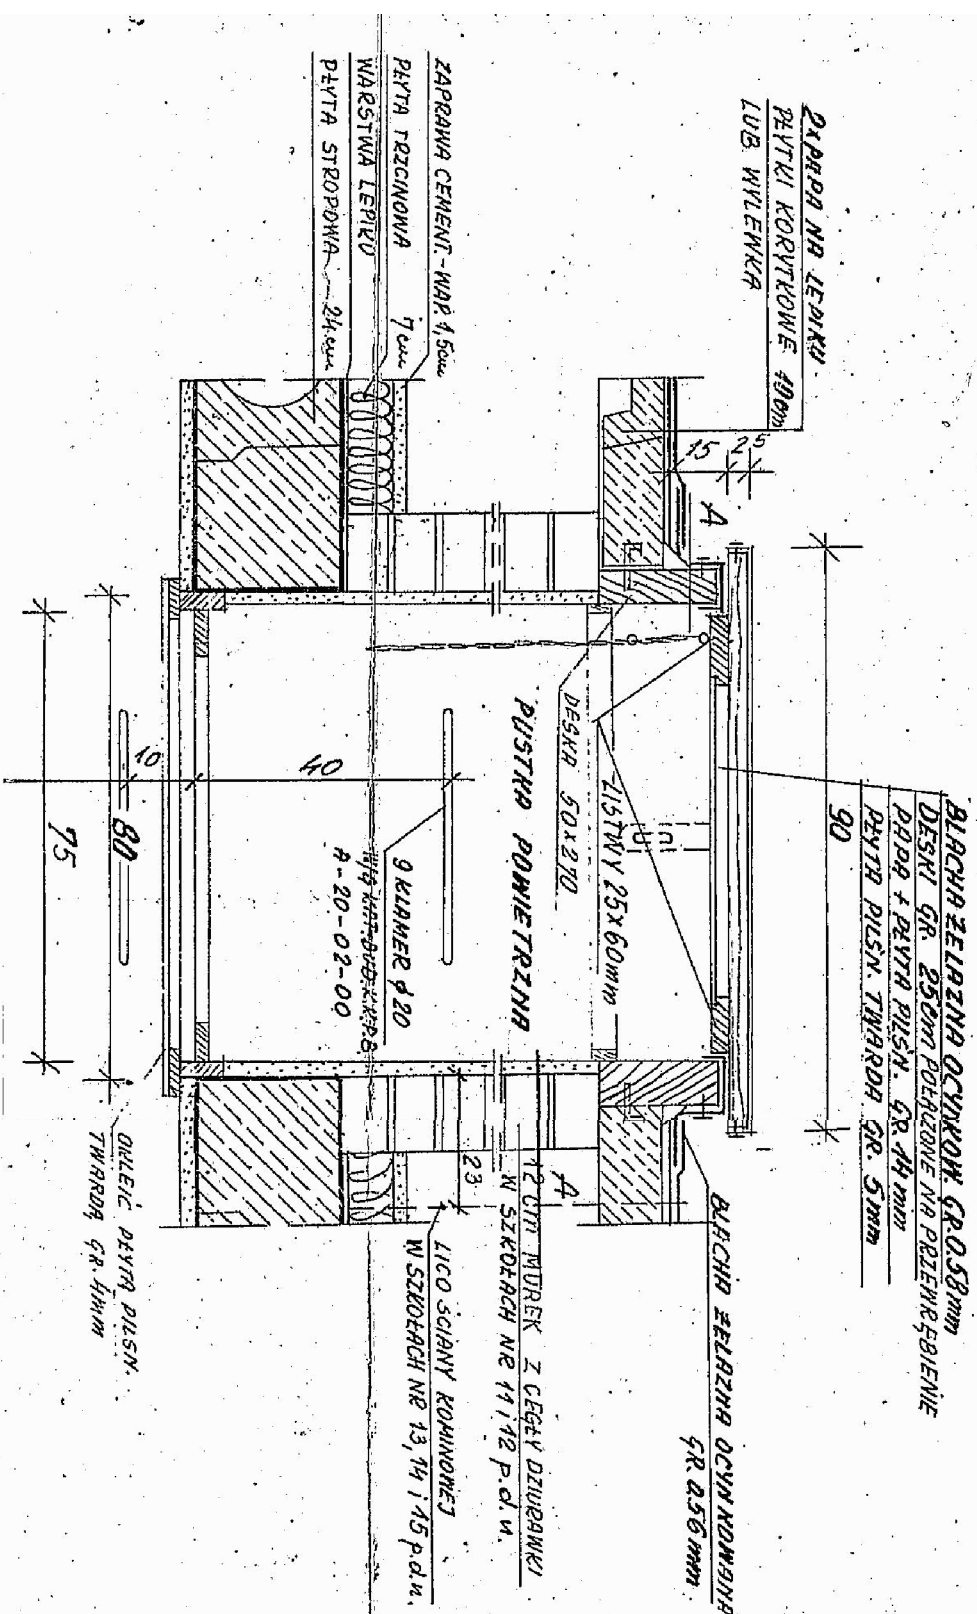 2x PAPA NA LEPIKU
PŁYTKI KORYTKOWE 10cm
LUB WYLEWKA
ZAPRAWA CEMENT.-WAP. 1,5cm
PŁYTA TRZCINOWA 7cm
WARSTWA LEPIKU
PŁYTA STROPOWA — 24cm
15
25
A
BLACHA ŻELAZNA OCYNKOW. GR. 0.58mm
DESKI GR. 25mm POŁĄCZONE NA PRZEWRĘBIENIE
PAPA + PŁYTA PILŚN. GR. 14mm
PŁYTA PILŚN. TWARDA GR. 5mm
90
LISTWY 25x60mm
DESKA 50x210
PUSTKA POWIETRZNA
9 KLAMER ϕ20
A-20-02-00
40
10
80
75
BLACHA ŻELAZNA OCYNKOWANA
GR. 0.56mm
A
12 cm MUREK Z CEGŁY DZIURAWKI
W SZKOŁACH NR 11 i 12 p.d.n.
23
LICO ŚCIANY KOMINOWEJ
W SZKOŁACH NR 13, 14 i 15 p.d.n.
OKLEIĆ PŁYTĄ PILŚN.
TWARDĄ GR. 4mm